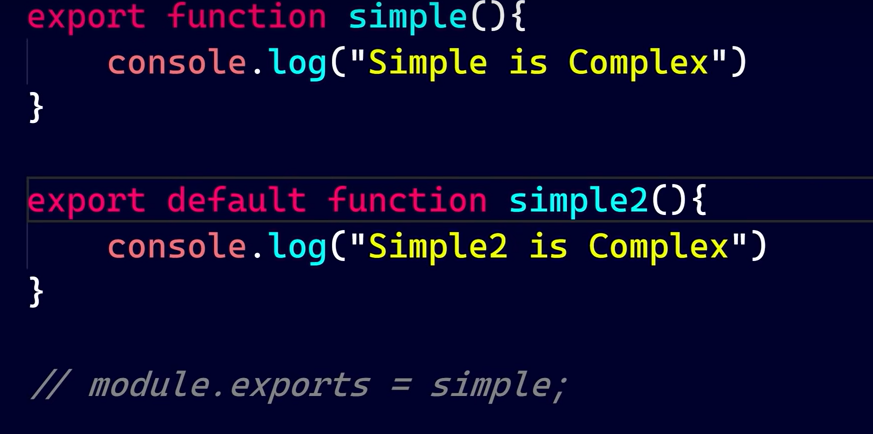 export function simple(){
    console.log("Simple is Complex")
}
export default function simple2(){
    console.log("Simple2 is Complex")
}
// module.exports = simple;